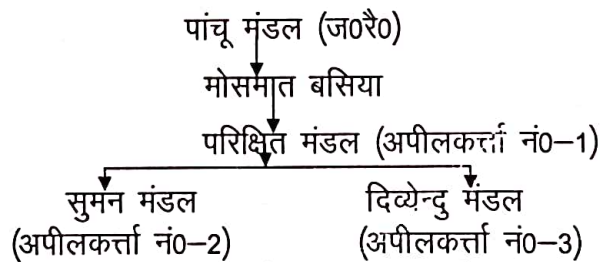 पांचू मंडल (ज0रै0)
मोसमात बसिया
परिक्षित मंडल (अपीलकर्त्ता नं0–1)
सुमन मंडल दिव्येन्दु मंडल
(अपीलकर्त्ता नं0–2) (अपीलकर्त्ता नं0–3)